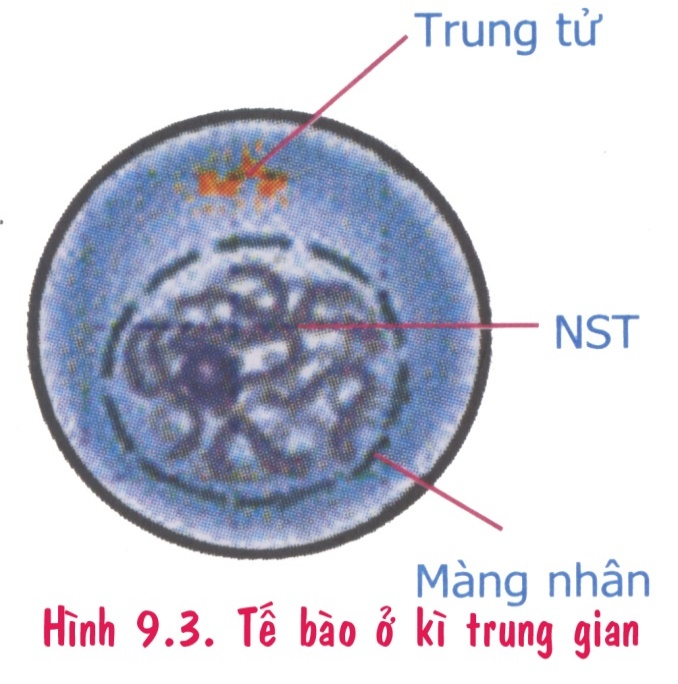 Trung tử
NST
Màng nhân
Hình 9.3. Tế bào ở kì trung gian